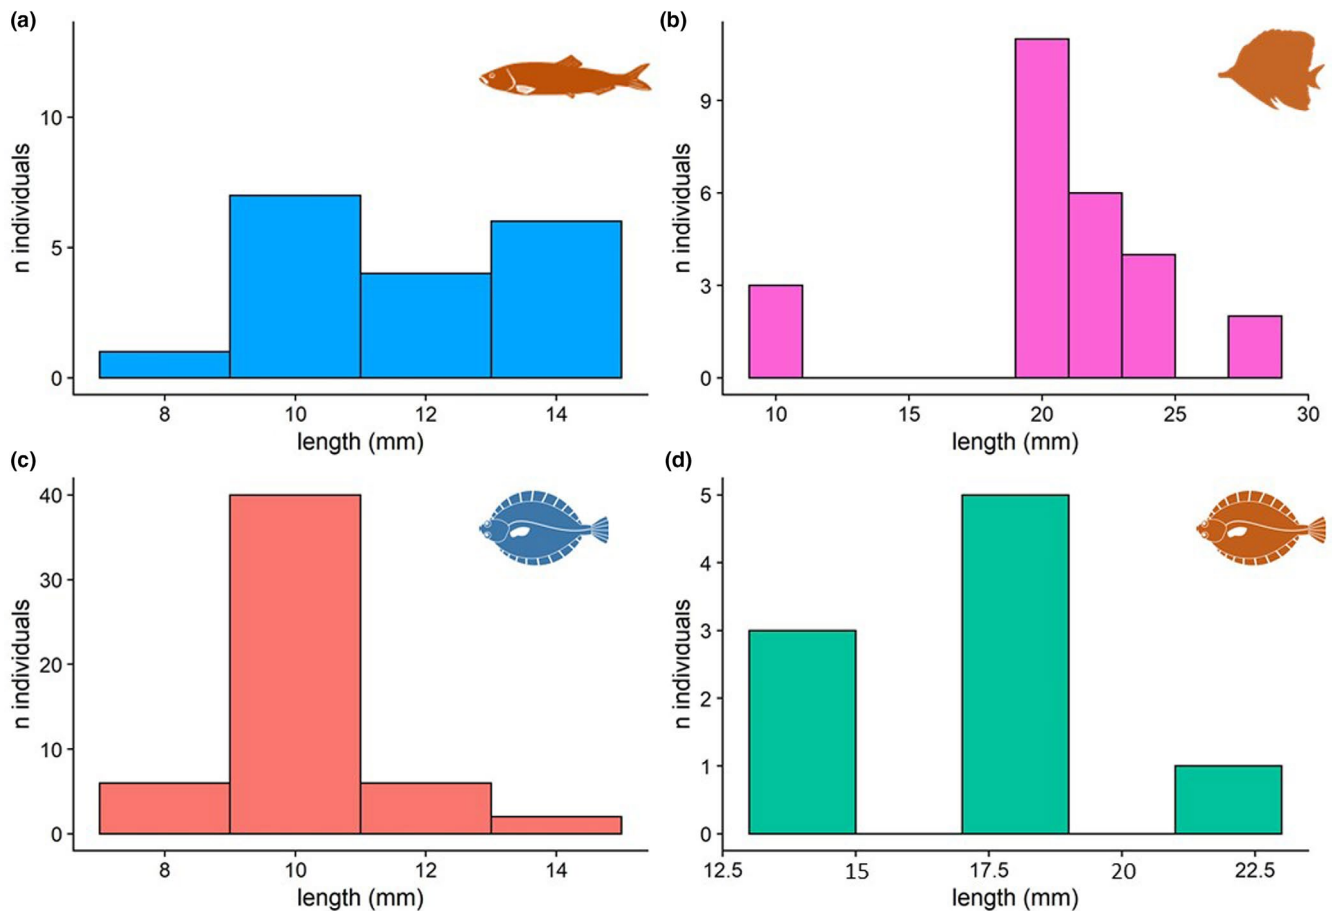 (a)
n individuals
10
5
0
8 10 12 14
length (mm)
(b)
n individuals
9
6
3
0
10 15 20 25 30
length (mm)
(c)
n individuals
40
30
20
10
0
8 10 12 14
length (mm)
(d)
n individuals
5
4
3
2
1
0
12.5 15 17.5 20 22.5
length (mm)